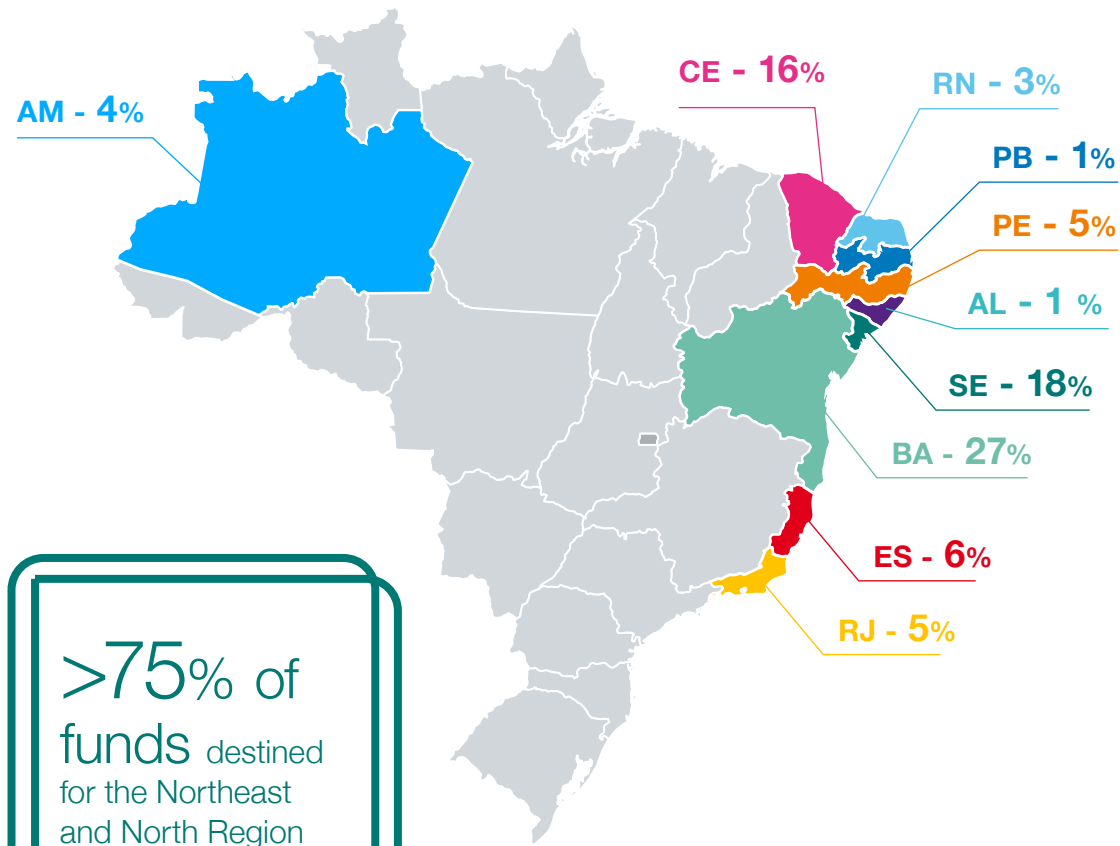 CE - 16%
RN - 3%
AM - 4%
PB - 1%
PE - 5%
AL - 1 %
SE - 18%
BA - 27%
ES - 6%
RJ - 5%
>75% of
funds destined
for the Northeast
and North Region